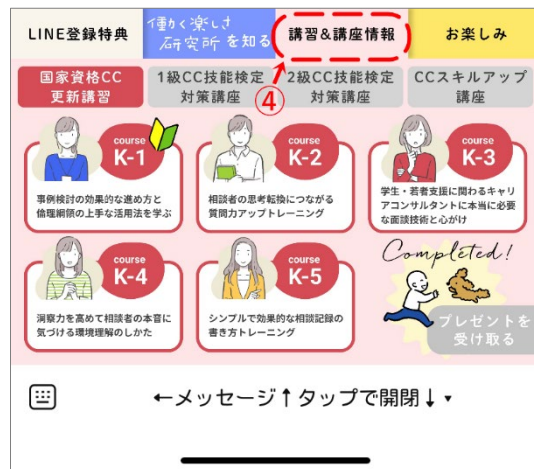 LINE登録特典
働く楽しさ
研究所を知る
講習&講座情報
お楽しみ
④
国家資格CC
更新講習
1級CC技能検定
対策講座
2級CC技能検定
対策講座
CCスキルアップ
講座
course
K-1
事例検討の効果的な進め方と
倫理綱領の上手な活用法を学ぶ
course
K-2
相談者の思考転換につながる
質問力アップトレーニング
course
K-3
学生・若者支援に関わるキャリ
アコンサルタントに本当に必要
な面談技術と心がけ
course
K-4
洞察力を高めて相談者の本音に
気づける環境理解のしかた
course
K-5
シンプルで効果的な相談記録の
書き方トレーニング
Completed!
プレゼントを
受け取る
←メッセージ↑タップで開閉↓▼